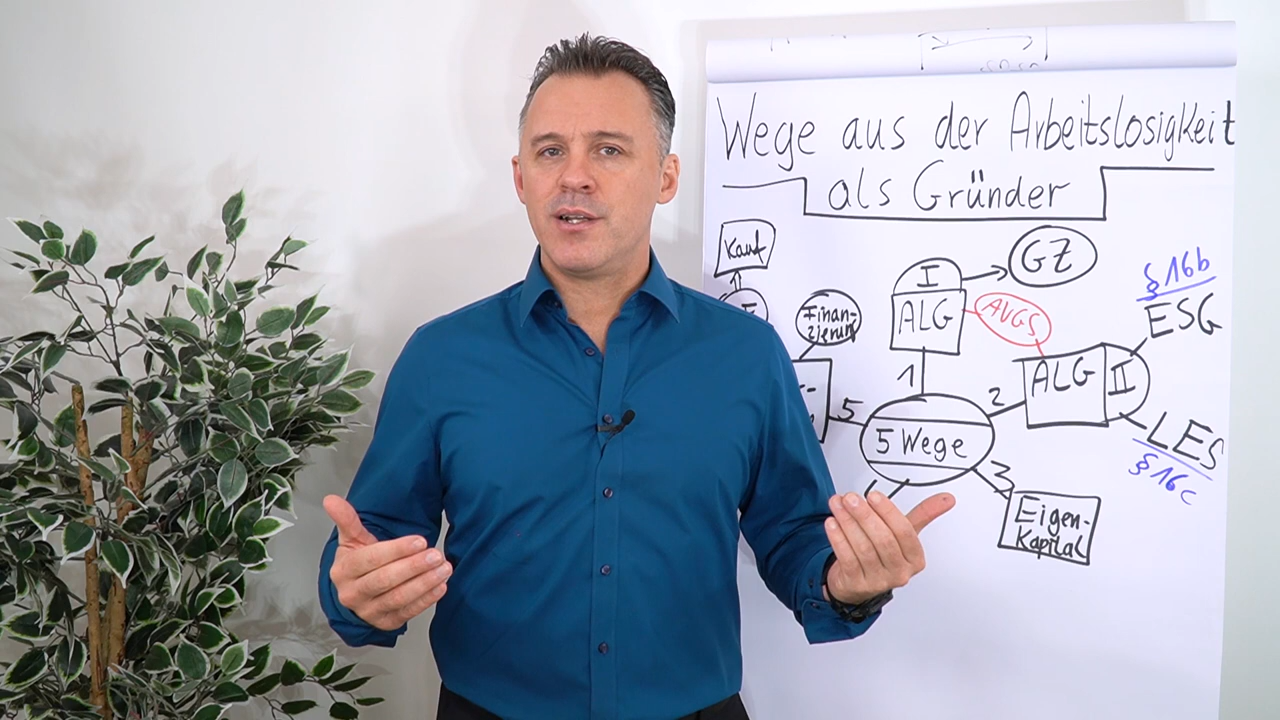 Wege aus der Arbeitslosigkeit
als Gründer
Kauf
I
ALG
GZ
AVGS
§16b
ESG
Finan-
zierung
ALG II
LES
§16c
1
2
3
5
5 Wege
Eigen-
Kapital